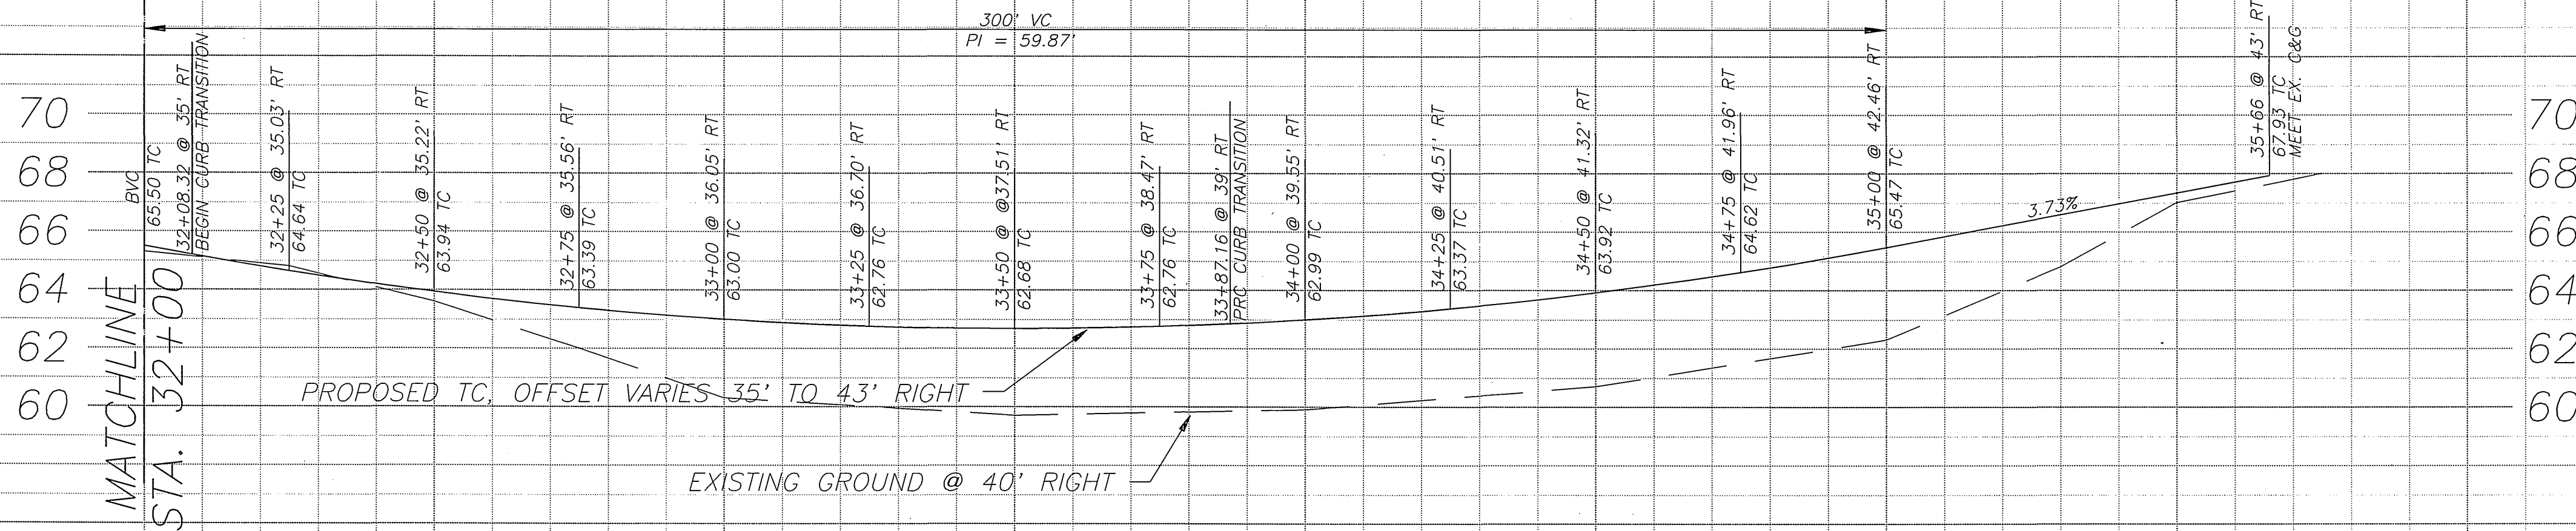 300' VC
PI = 59.87'
70
68
66
64
62
60
MATCHLINE
STA. 32+00
BVC
65.50 TC
32+08.32 @ 35' RT
BEGIN CURB TRANSITION
32+25 @ 35.03' RT
64.64 TC
32+50 @ 35.22' RT
63.94 TC
32+75 @ 35.56' RT
63.39 TC
33+00 @ 36.05' RT
63.00 TC
33+25 @ 36.70' RT
62.76 TC
33+50 @ @37.51' RT
62.68 TC
33+75 @ 38.47' RT
62.76 TC
33+87.16 @ 39' RT
PRC CURB TRANSITION
34+00 @ 39.55' RT
62.99 TC
34+25 @ 40.51' RT
63.37 TC
34+50 @ 41.32' RT
63.92 TC
34+75 @ 41.96' RT
64.62 TC
35+00 @ 42.46' RT
65.47 TC
3.73%
35+66 @ 43' RT
67.93 TC
MEET EX. C&G
PROPOSED TC, OFFSET VARIES 35' TO 43' RIGHT
EXISTING GROUND @ 40' RIGHT
70
68
66
64
62
60